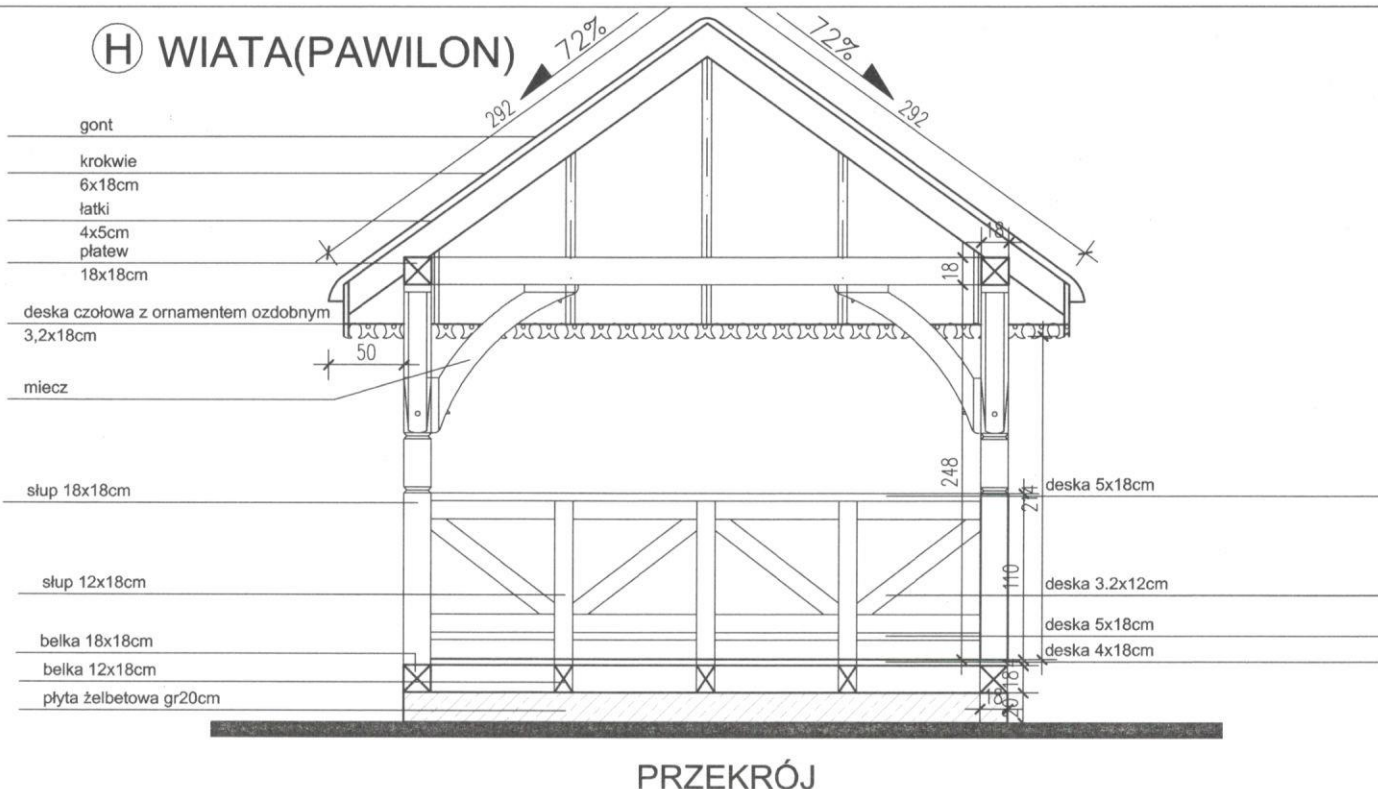 H WIATA(PAWILON)
72%
72%
292
292
gont
krokwie
6x18cm
łatki
4x5cm
płatew
18x18cm
18
18
deska czołowa z ornamentem ozdobnym
3,2x18cm
50
miecz
248
214
słup 18x18cm
deska 5x18cm
110
słup 12x18cm
deska 3.2x12cm
deska 5x18cm
belka 18x18cm
deska 4x18cm
belka 12x18cm
18
płyta żelbetowa gr20cm
18
20
PRZEKRÓJ